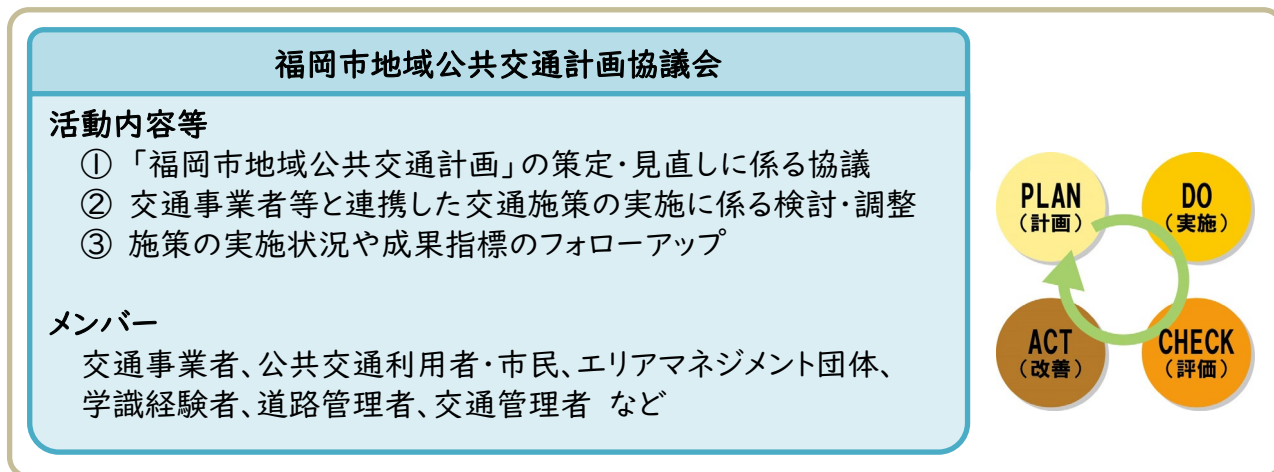 福岡市地域公共交通計画協議会
活動内容等
① 「福岡市地域公共交通計画」の策定・見直しに係る協議
② 交通事業者等と連携した交通施策の実施に係る検討・調整
③ 施策の実施状況や成果指標のフォローアップ
メンバー
交通事業者、公共交通利用者・市民、エリアマネジメント団体、
学識経験者、道路管理者、交通管理者 など
PLAN
（計画）
DO
（実施）
ACT
（改善）
CHECK
（評価）